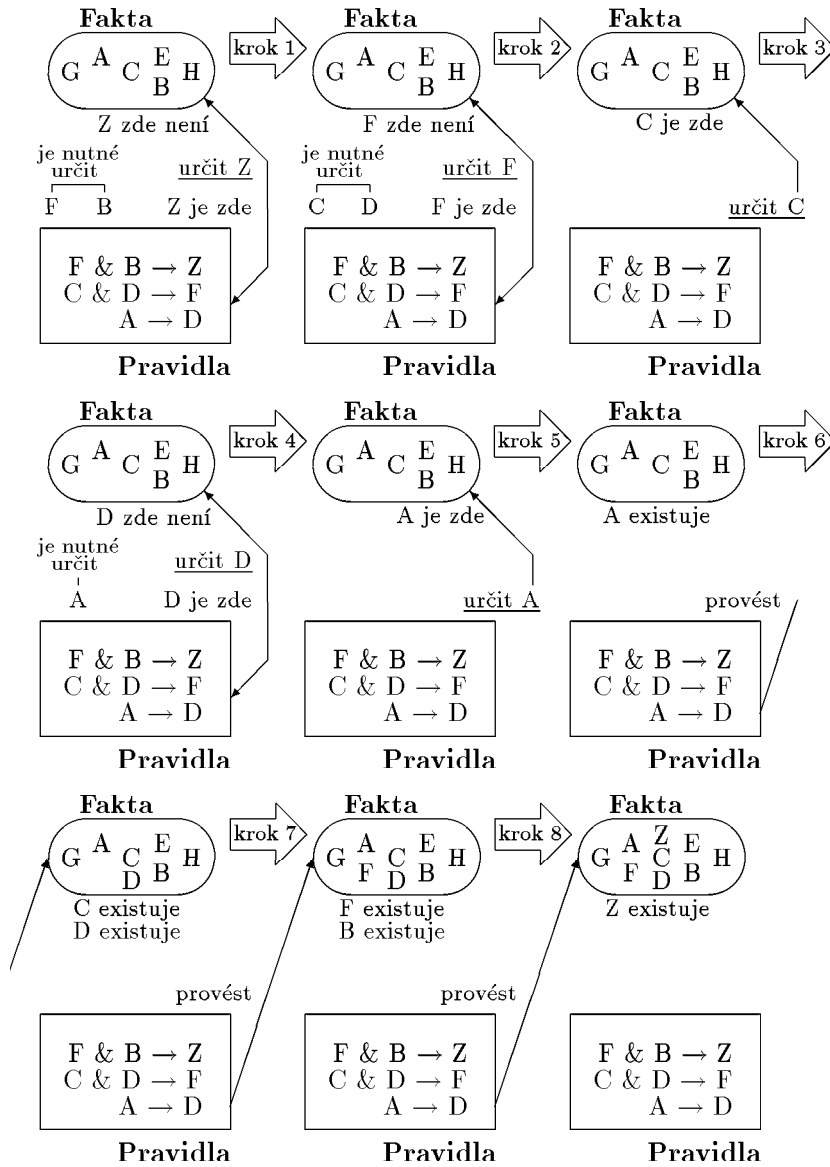 Fakta Fakta Fakta
krok 1 krok 2 krok 3
G A C E B H
G A C E B H
G A C E B H
Z zde není F zde není C je zde
je nutné je nutné
určit určit Z určit určit F
F B Z je zde C D F je zde určit C
F & B → Z F & B → Z F & B → Z
C & D → F C & D → F C & D → F
A → D A → D A → D
Pravidla Pravidla Pravidla
Fakta Fakta Fakta
krok 4 krok 5 krok 6
G A C E B H
G A C E B H
G A C E B H
D zde není A je zde A existuje
je nutné
určit určit D
A D je zde určit A provést
F & B → Z F & B → Z F & B → Z
C & D → F C & D → F C & D → F
A → D A → D A → D
Pravidla Pravidla Pravidla
Fakta Fakta Fakta
krok 7 krok 8
G A C D E B H
G A F C D E B H
G A F Z C D E B H
C existuje F existuje Z existuje
D existuje B existuje
provést provést
F & B → Z F & B → Z F & B → Z
C & D → F C & D → F C & D → F
A → D A → D A → D
Pravidla Pravidla Pravidla